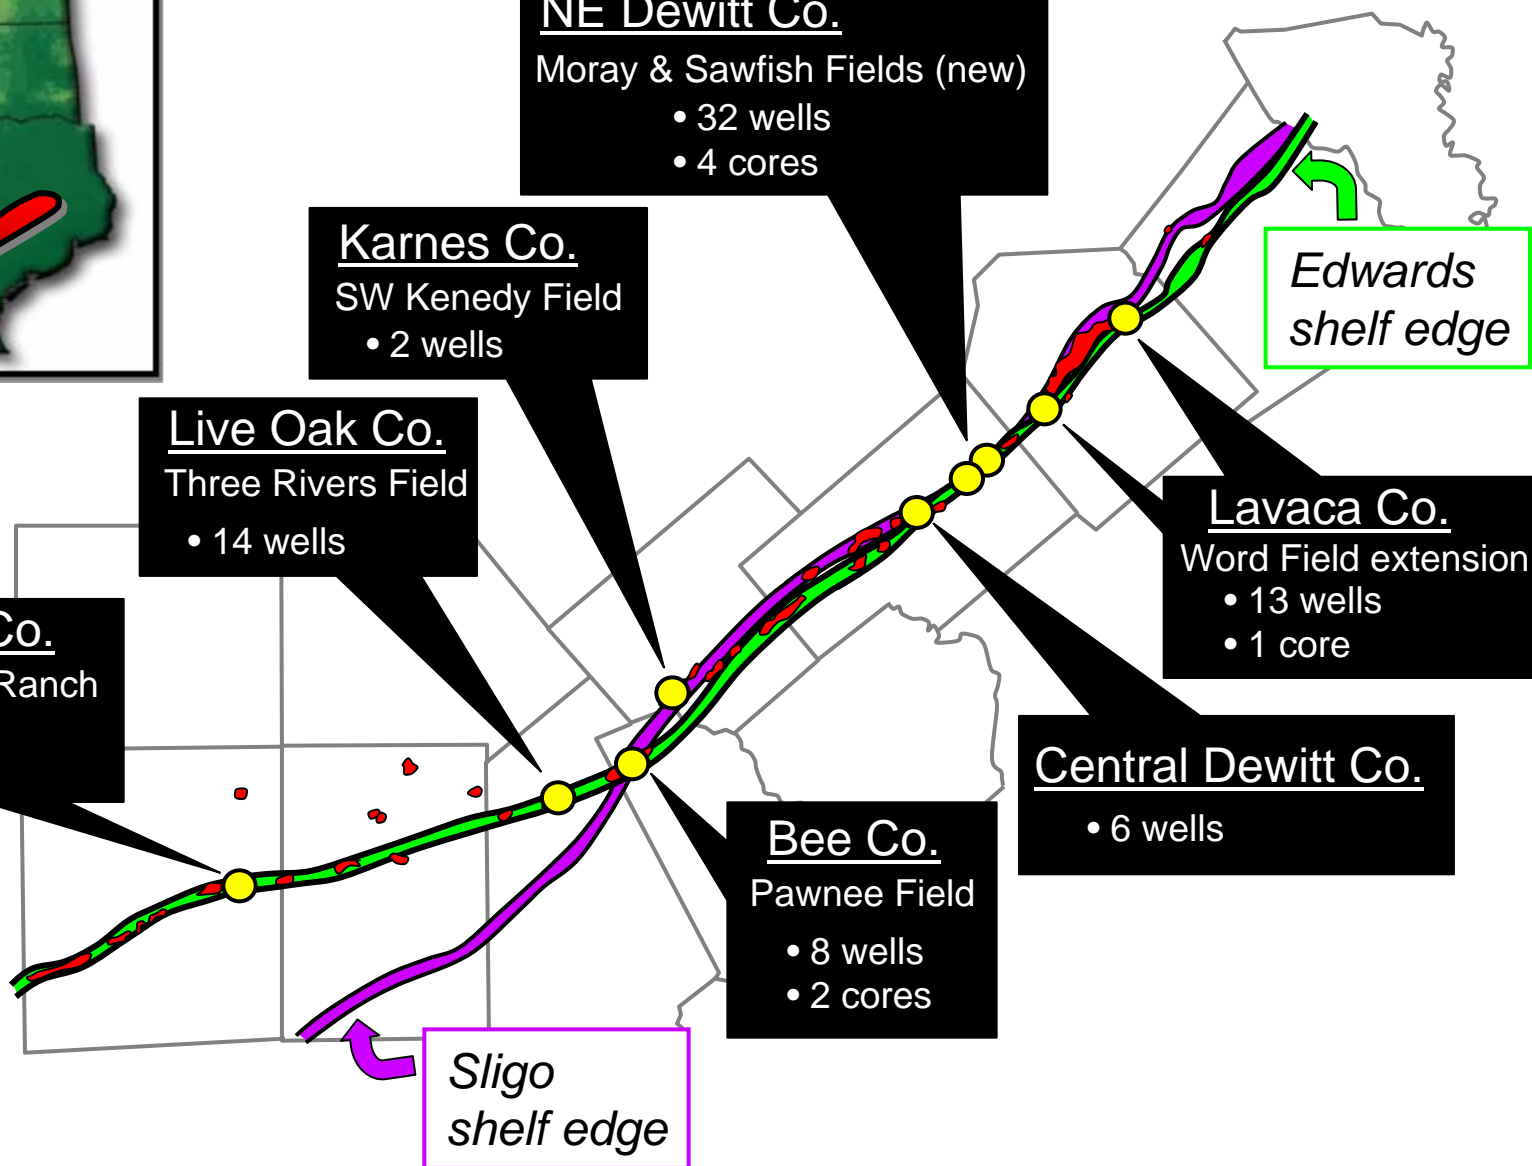 NE Dewitt Co.
Moray & Sawfish Fields (new)
• 32 wells
• 4 cores
Karnes Co.
SW Kenedy Field
• 2 wells
Edwards
shelf edge
Live Oak Co.
Three Rivers Field
• 14 wells
Lavaca Co.
Word Field extension
• 13 wells
• 1 core
Co.
Ranch
Central Dewitt Co.
• 6 wells
Bee Co.
Pawnee Field
• 8 wells
• 2 cores
Sligo
shelf edge